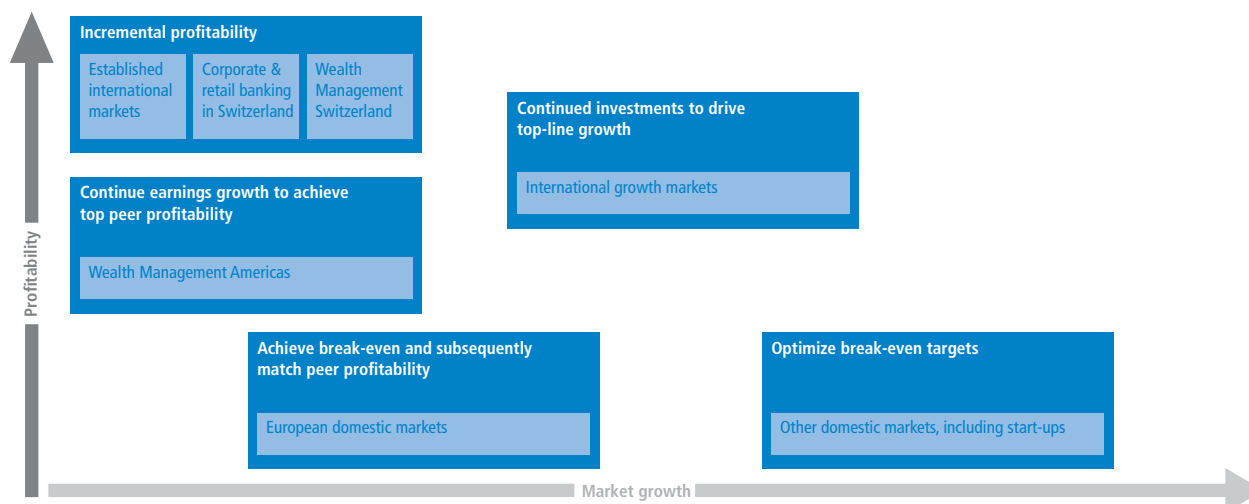 Incremental profitability
Established
international
markets
Corporate &
retail banking
in Switzerland
Wealth
Management
Switzerland
Continued investments to drive
top-line growth
International growth markets
Continue earnings growth to achieve
top peer profitability
Wealth Management Americas
Profitability
Achieve break-even and subsequently
match peer profitability
European domestic markets
Optimize break-even targets
Other domestic markets, including start-ups
Market growth